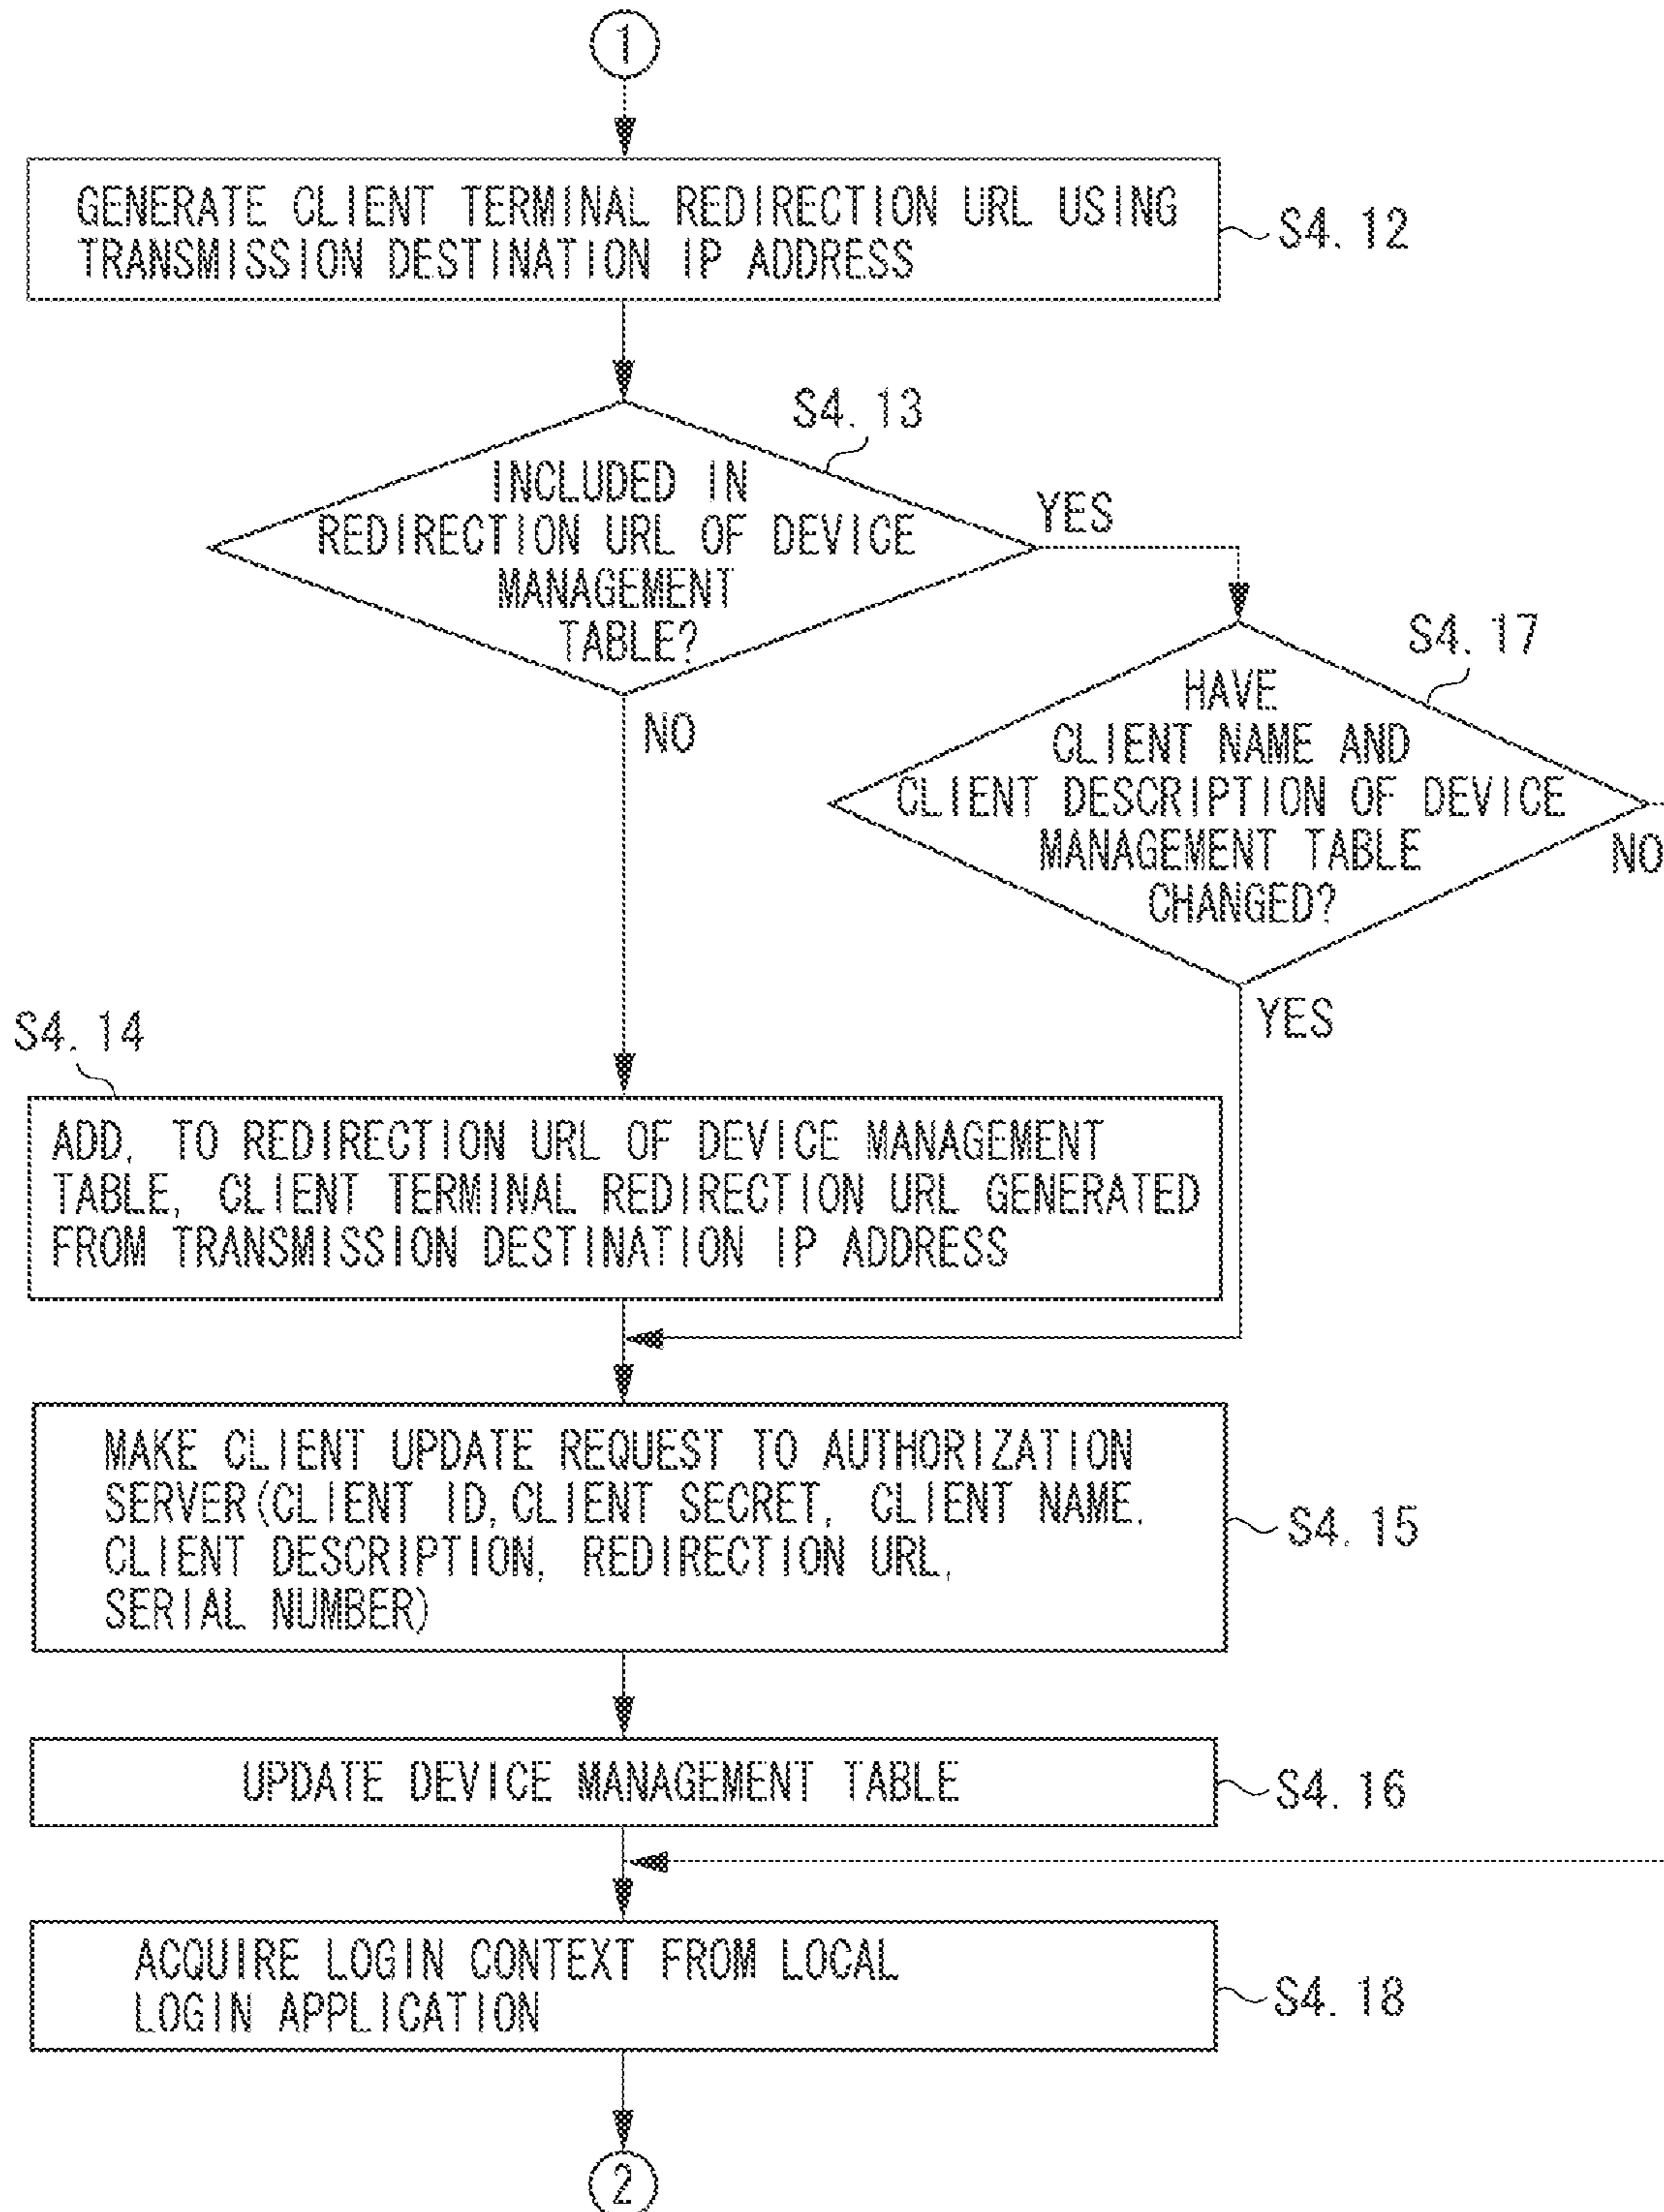 1
GENERATE CLIENT TERMINAL REDIRECTION URL USING
TRANSMISSION DESTINATION IP ADDRESS
S4. 12
S4. 13
INCLUDED IN
REDIRECTION URL OF DEVICE
MANAGEMENT
TABLE?
YES
NO
S4. 17
HAVE
CLIENT NAME AND
CLIENT DESCRIPTION OF DEVICE
MANAGEMENT TABLE
CHANGED?
NO
YES
S4. 14
ADD, TO REDIRECTION URL OF DEVICE MANAGEMENT
TABLE, CLIENT TERMINAL REDIRECTION URL GENERATED
FROM TRANSMISSION DESTINATION IP ADDRESS
MAKE CLIENT UPDATE REQUEST TO AUTHORIZATION
SERVER(CLIENT ID, CLIENT SECRET, CLIENT NAME,
CLIENT DESCRIPTION, REDIRECTION URL,
SERIAL NUMBER)
S4. 15
UPDATE DEVICE MANAGEMENT TABLE
S4. 16
ACQUIRE LOGIN CONTEXT FROM LOCAL
LOGIN APPLICATION
S4. 18
2